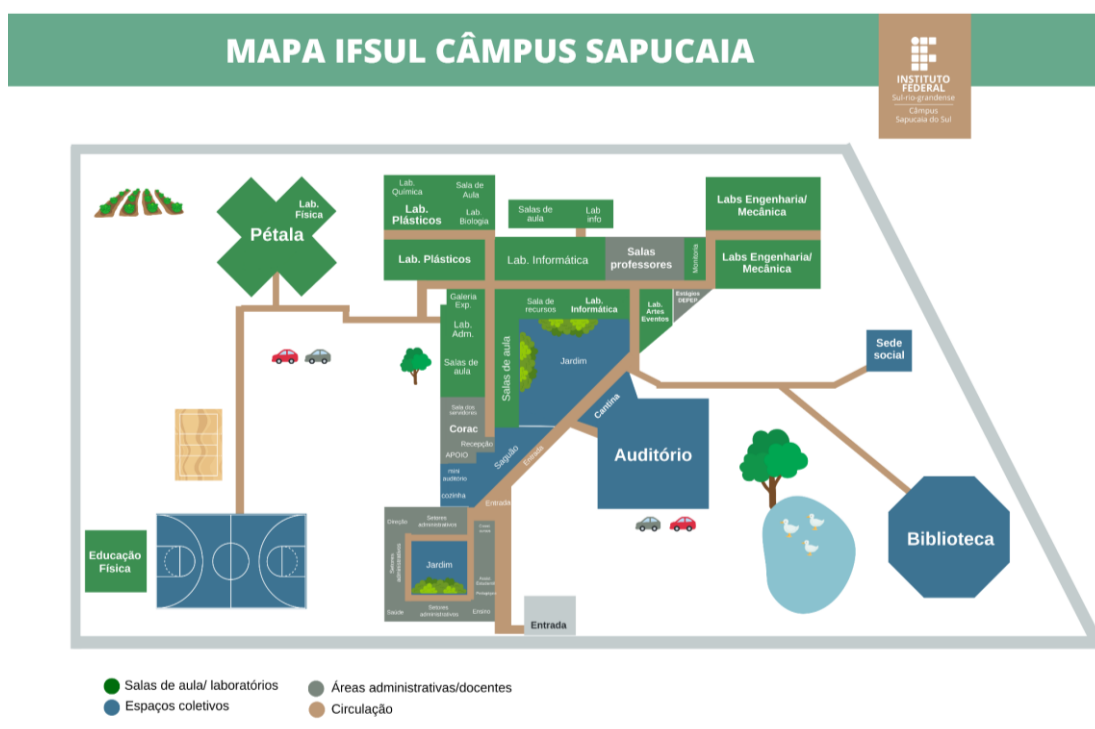 MAPA IFSUL CÂMPUS SAPUCAIA
INSTITUTO
FEDERAL
Sul-rio-grandense
Câmpus
Sapucaia do Sul
Lab.
Física
Pétala
Lab.
Química
Sala de
Aula
Lab.
Plásticos
Lab.
Biologia
Salas de
aula
Lab
info
Labs Engenharia/
Mecânica
Lab. Plásticos
Lab. Informática
Salas
professores
Monitoria
Labs Engenharia/
Mecânica
Galeria
Exp.
Sala de
recursos
Lab.
Informática
Lab.
Artes
Eventos
Estágios
DEPEP
Lab.
Adm.
Salas de
aula
Salas de aula
Jardim
Sede
social
Sala dos
servidores
Corac
Recepção
APOIO
Cantina
Auditório
Saguão
Entrada
mini
auditório
cozinha
Entrada
Direção
Setores
administrativos
Setores
administrativos
Jardim
Saúde
Setores
administrativos
Ensino
Educação
Física
Biblioteca
Entrada
Salas de aula/ laboratórios
Áreas administrativas/docentes
Espaços coletivos
Circulação